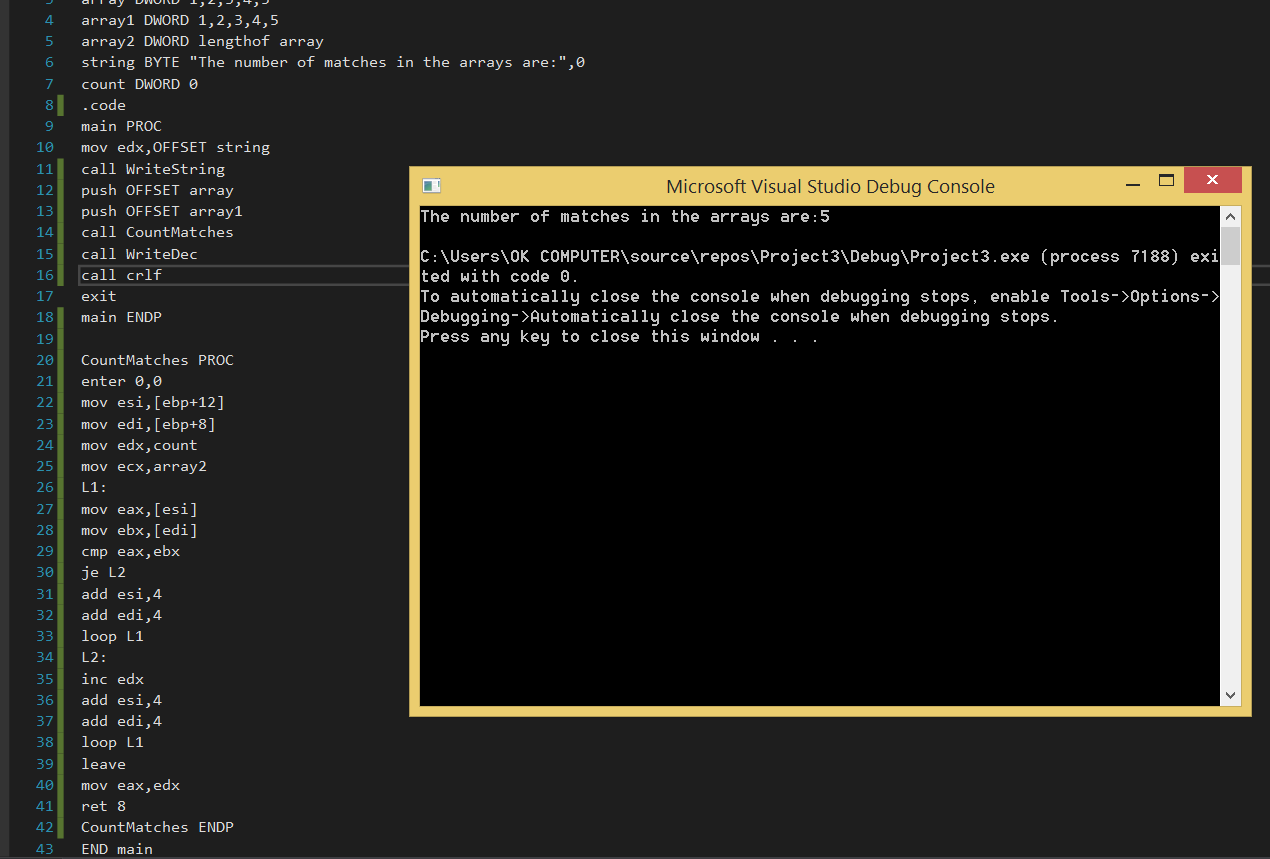 3 array DWORD 1,2,3,4,5
4 array1 DWORD 1,2,3,4,5
5 array2 DWORD lengthof array
6 string BYTE "The number of matches in the arrays are:",0
7 count DWORD 0
8 .code
9 main PROC
10 mov edx,OFFSET string
11 call WriteString
12 push OFFSET array
13 push OFFSET array1
14 call CountMatches
15 call WriteDec
16 call crlf
17 exit
18 main ENDP
19
20 CountMatches PROC
21 enter 0,0
22 mov esi,[ebp+12]
23 mov edi,[ebp+8]
24 mov edx,count
25 mov ecx,array2
26 L1:
27 mov eax,[esi]
28 mov ebx,[edi]
29 cmp eax,ebx
30 je L2
31 add esi,4
32 add edi,4
33 loop L1
34 L2:
35 inc edx
36 add esi,4
37 add edi,4
38 loop L1
39 leave
40 mov eax,edx
41 ret 8
42 CountMatches ENDP
43 END main
Microsoft Visual Studio Debug Console
The number of matches in the arrays are:5
C:\Users\OK COMPUTER\source\repos\Project3\Debug\Project3.exe (process 7188) exi
ted with code 0.
To automatically close the console when debugging stops, enable Tools->Options->
Debugging->Automatically close the console when debugging stops.
Press any key to close this window . . .